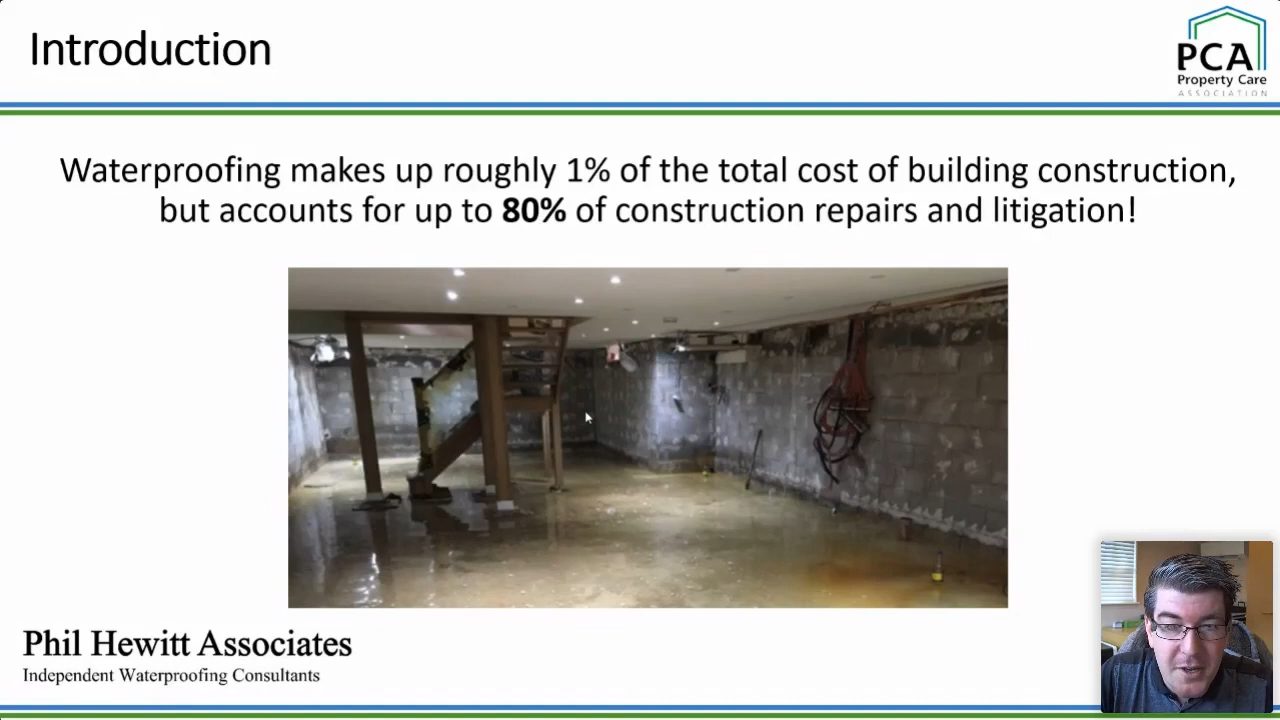 Introduction
PCA
Property Care
ASSOCIATION
Waterproofing makes up roughly 1% of the total cost of building construction,
but accounts for up to 80% of construction repairs and litigation!
Phil Hewitt Associates
Independent Waterproofing Consultants